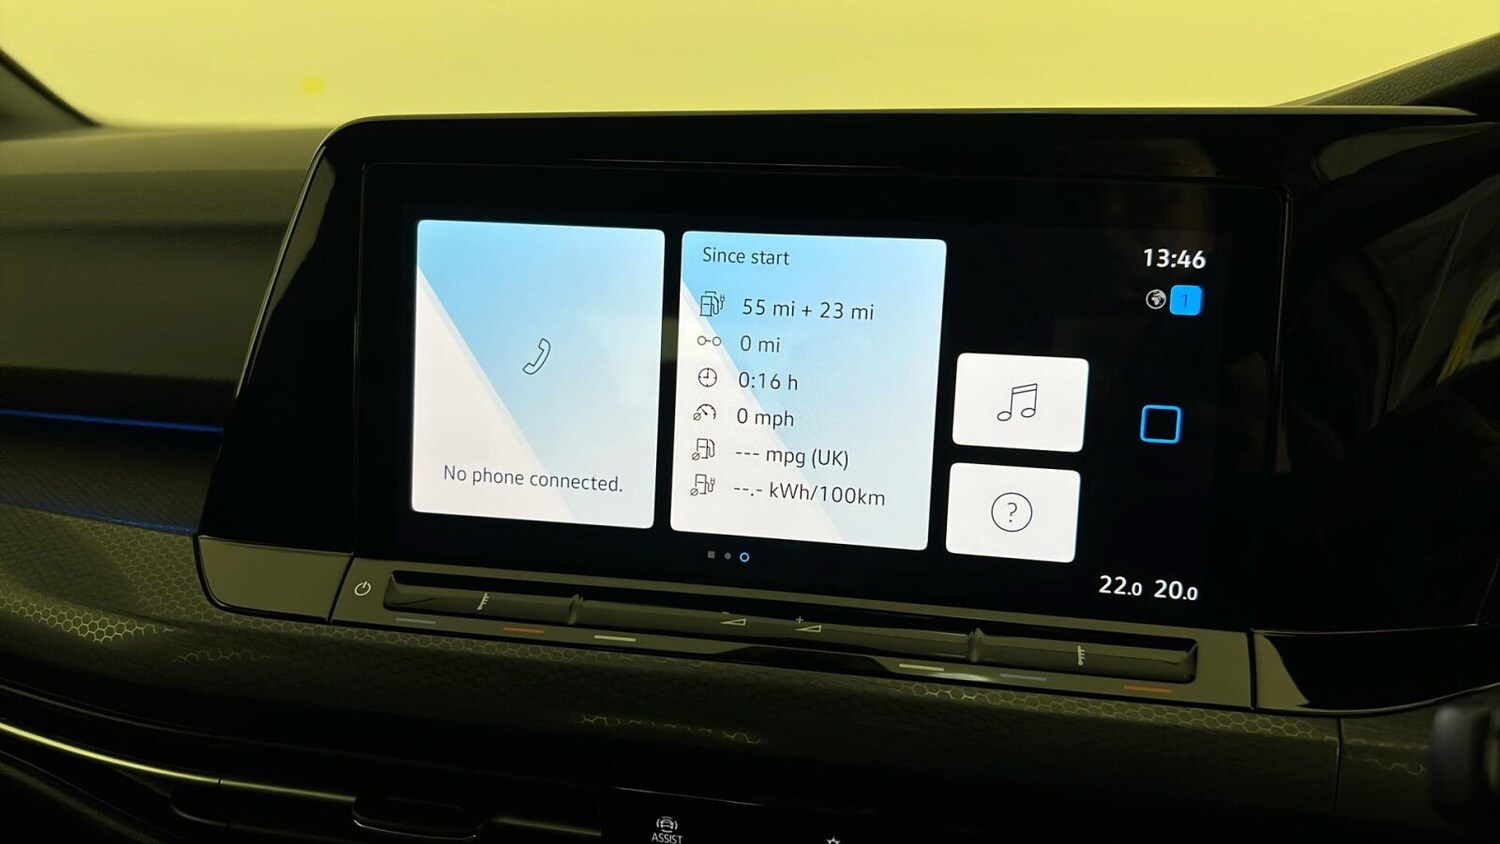 Since start
55 mi + 23 mi
0 mi
0:16 h
0 mph
--- mpg (UK)
--.- kWh/100km
No phone connected.
13:46
1
?
22.0 20.0
ASSIST